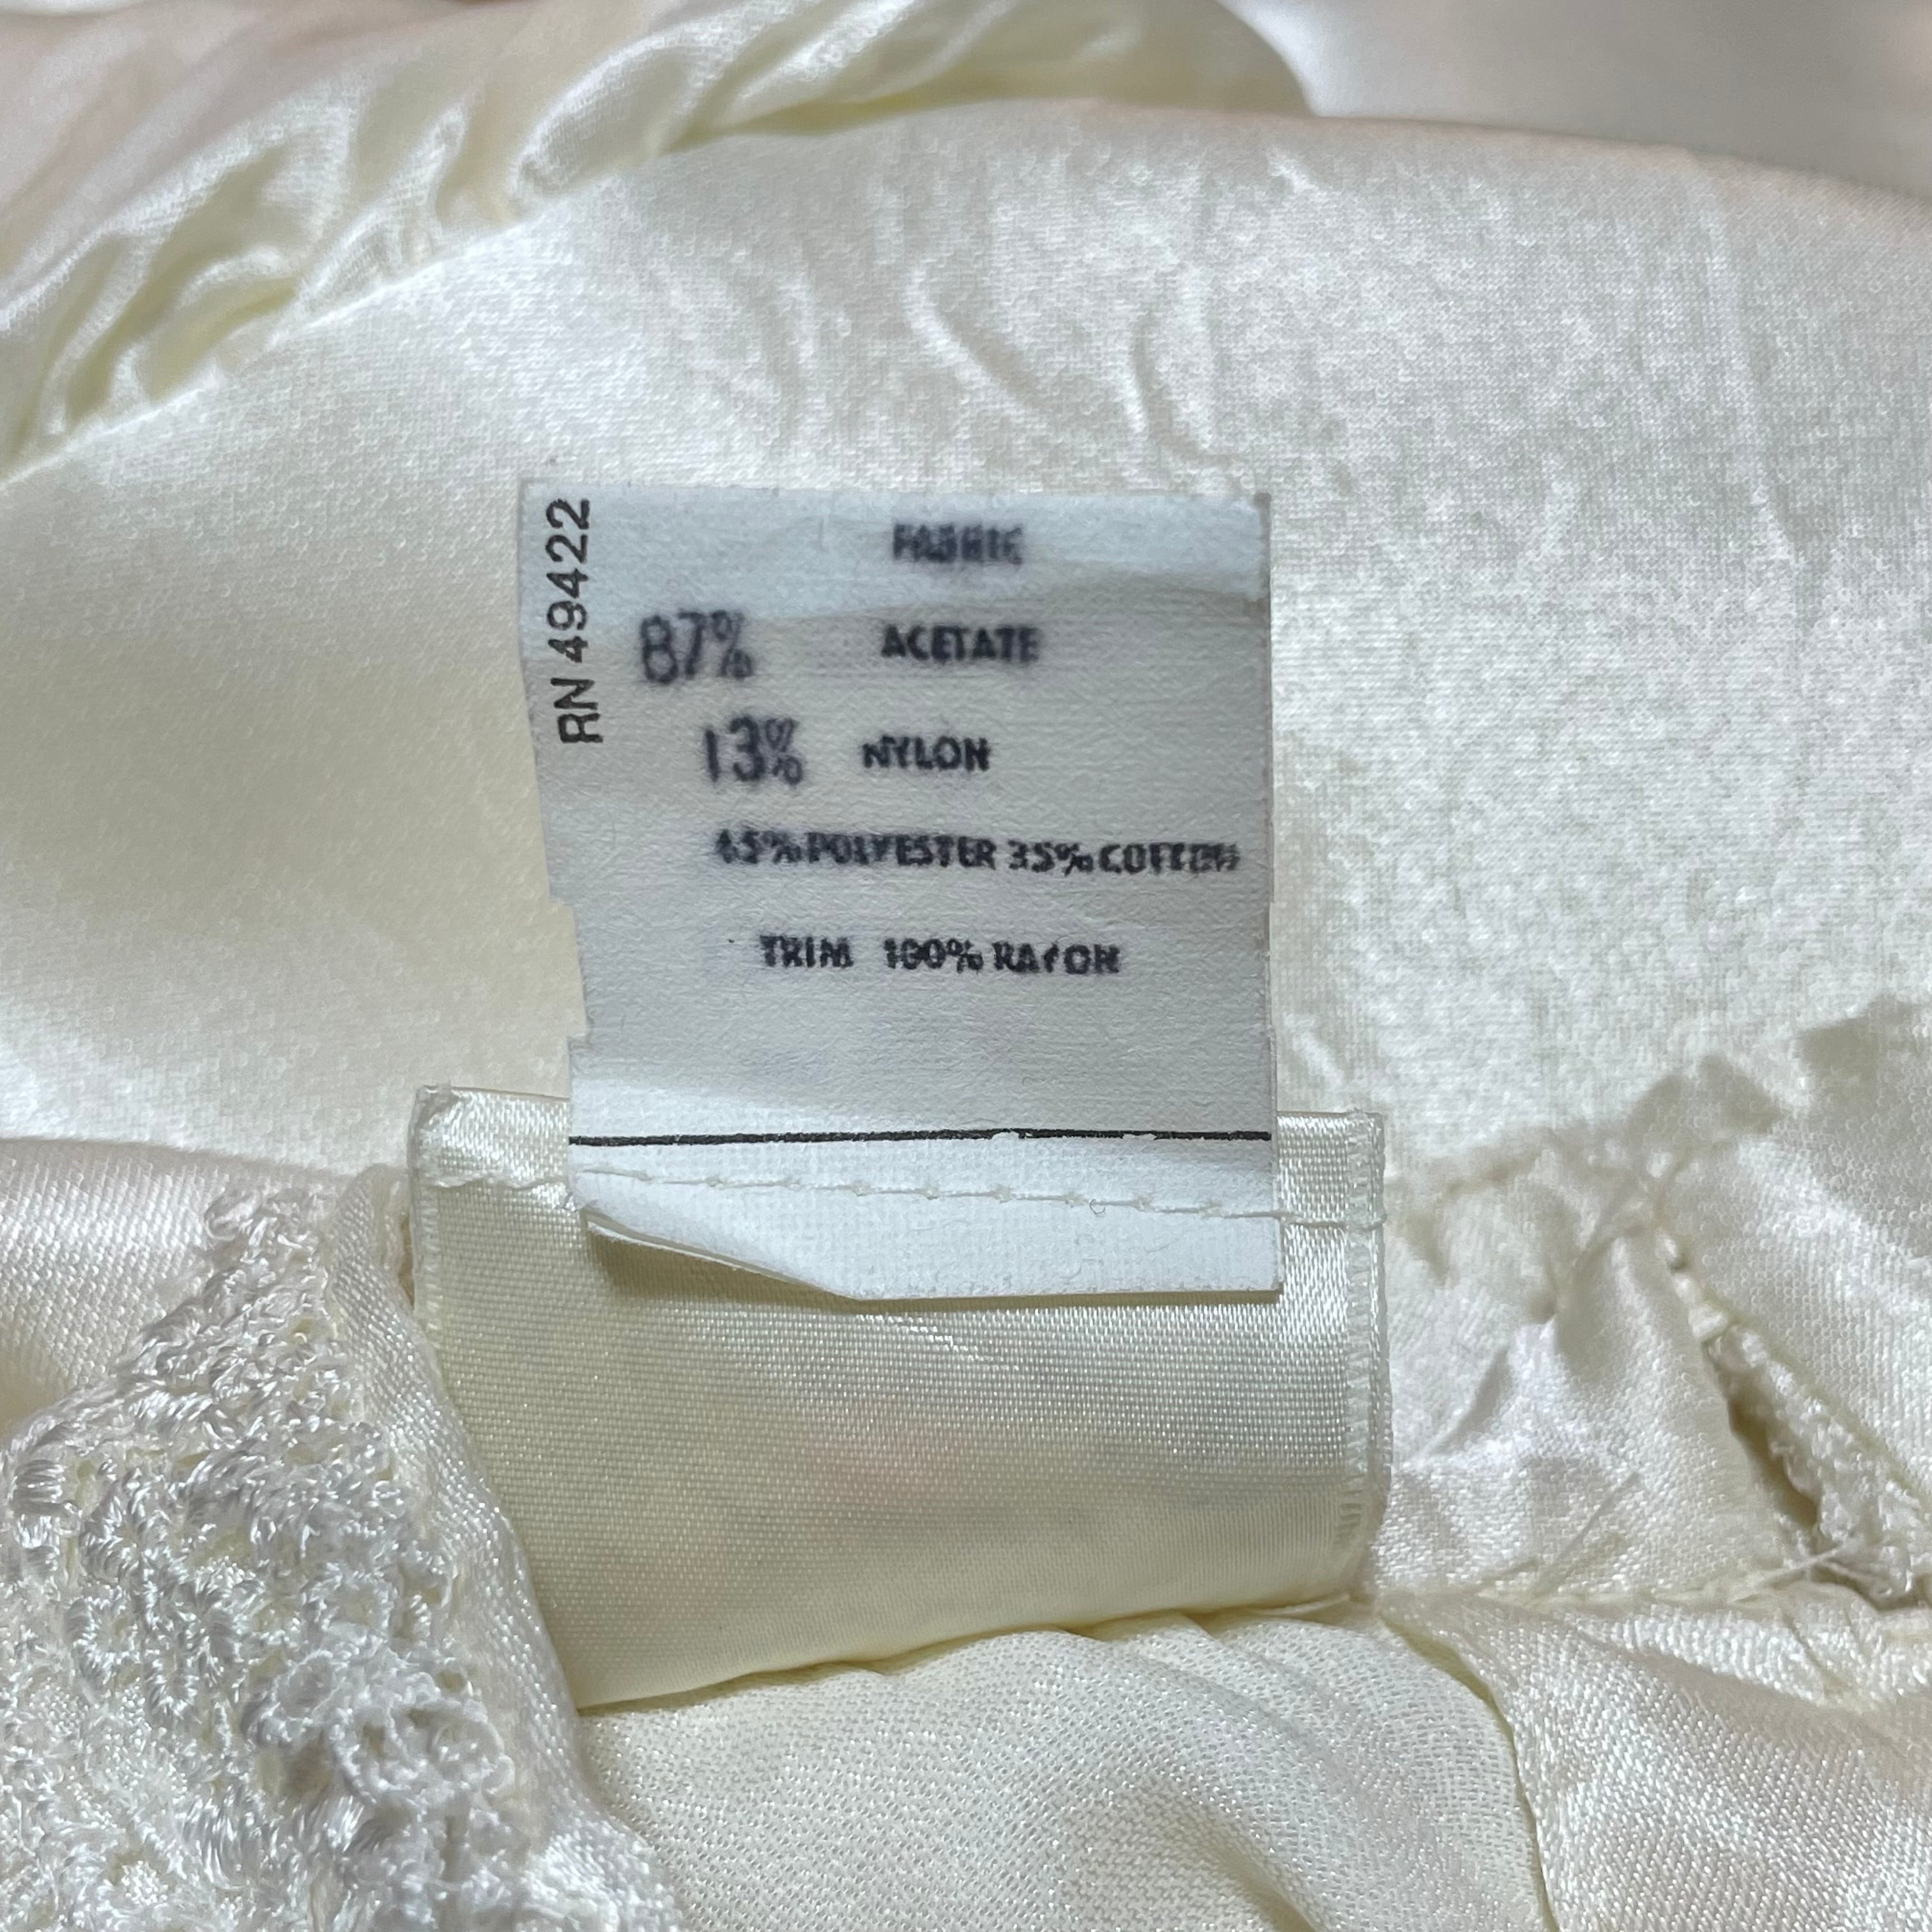 RN 49422
FABRIC
87% ACETATE
13% NYLON
65% POLYESTER 35% COTTON
TRIM 100% RAYON